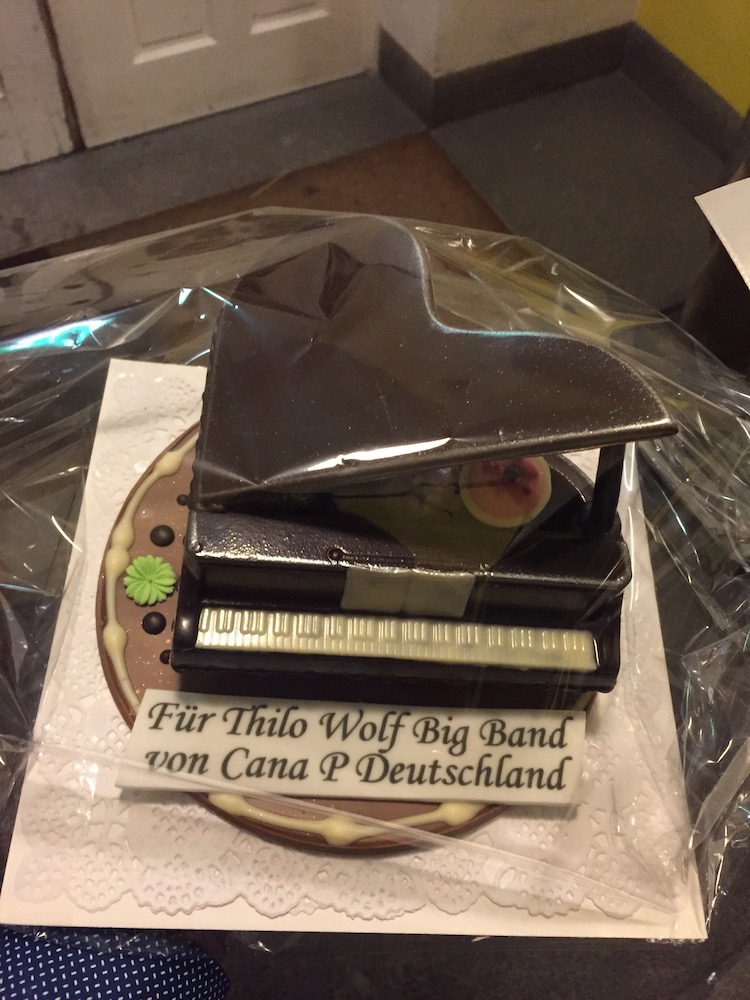 Für Thilo Wolf Big Band
von Cana P Deutschland